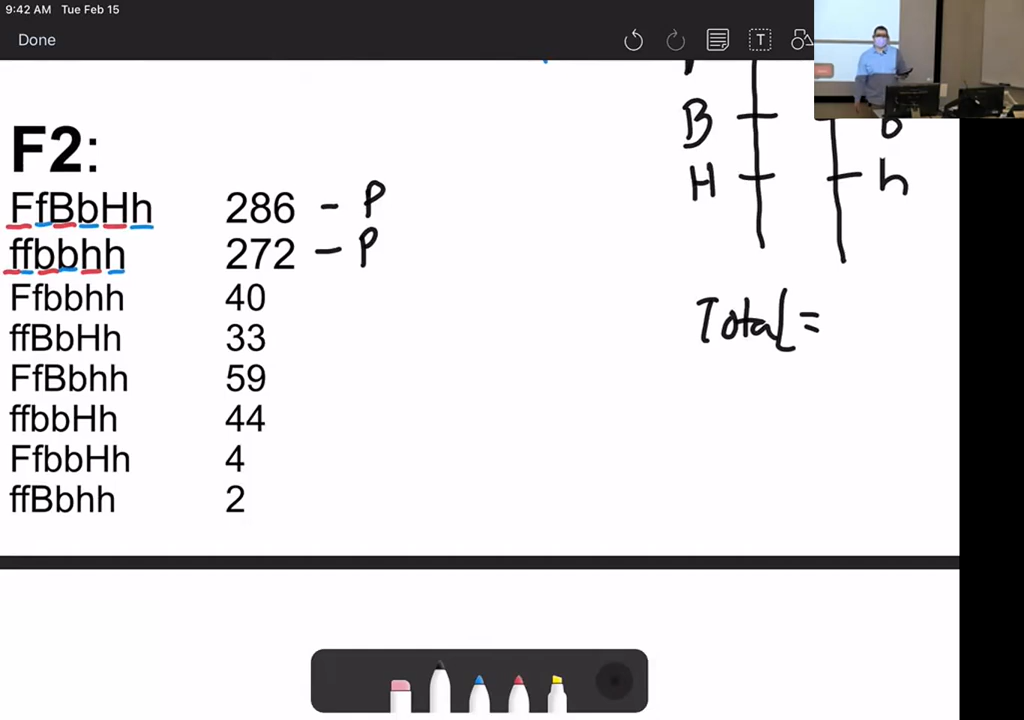 9:42 AM Tue Feb 15
Done
T
B
H h
F2:
FfBbHh 286 - P
ffbbhh 272 - P
Ffbbhh 40
ffBbHh 33
FfBbhh 59
ffbbHh 44
FfbbHh 4
ffBbhh 2
Total =